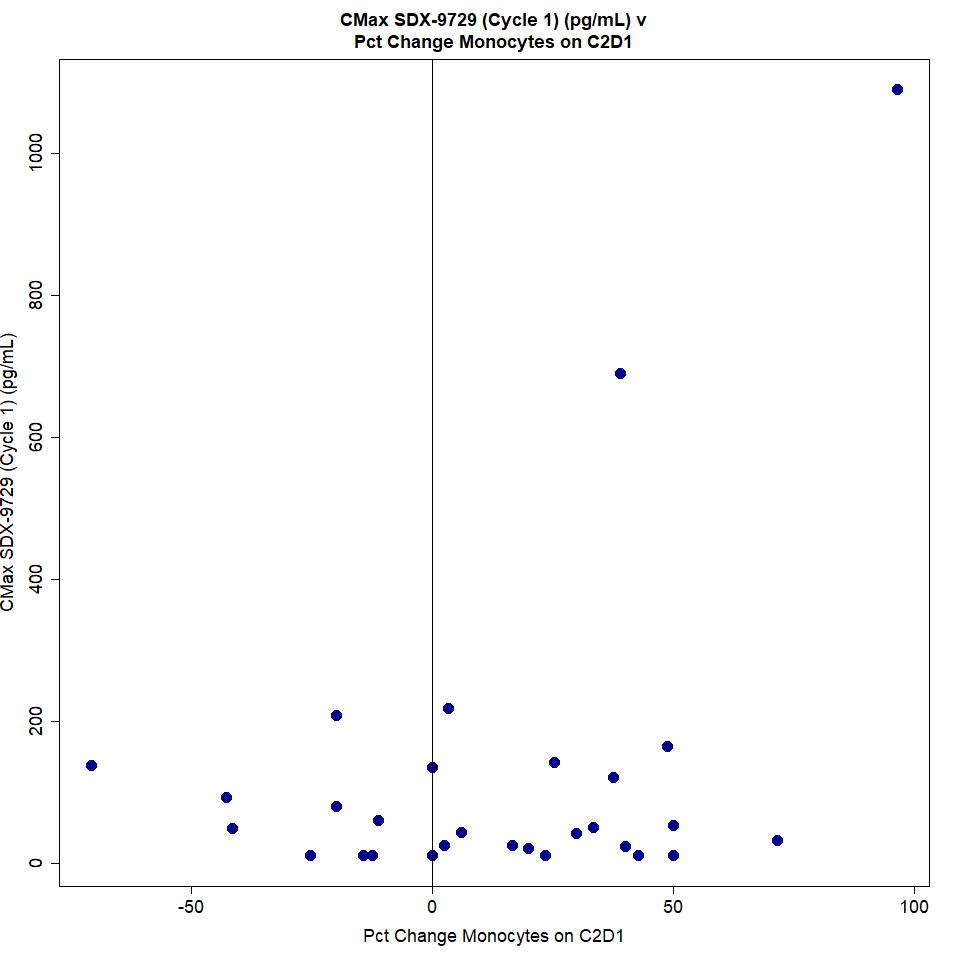 CMax SDX-9729 (Cycle 1) (pg/mL) v
Pct Change Monocytes on C2D1
CMax SDX-9729 (Cycle 1) (pg/mL)
1000
800
600
400
200
0
-50
0
50
100
Pct Change Monocytes on C2D1